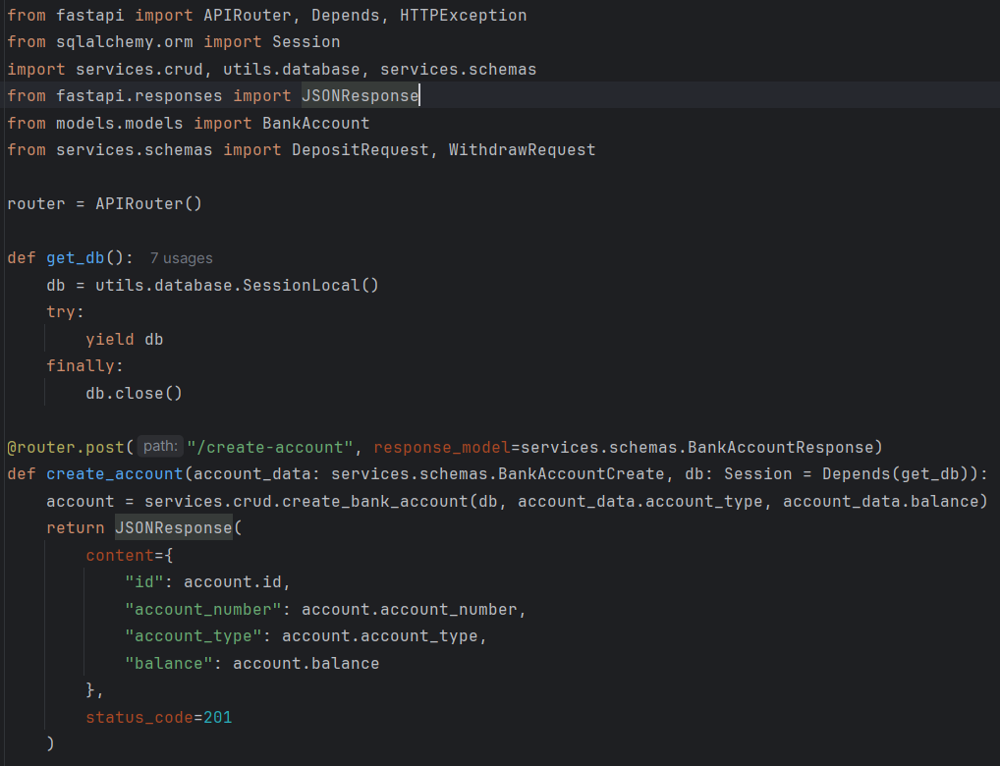 from fastapi import APIRouter, Depends, HTTPException
from sqlalchemy.orm import Session
import services.crud, utils.database, services.schemas
from fastapi.responses import JSONResponse
from models.models import BankAccount
from services.schemas import DepositRequest, WithdrawRequest

router = APIRouter()

def get_db():  7 usages
    db = utils.database.SessionLocal()
    try:
        yield db
    finally:
        db.close()

@router.post( path: "/create-account", response_model=services.schemas.BankAccountResponse)
def create_account(account_data: services.schemas.BankAccountCreate, db: Session = Depends(get_db)):
    account = services.crud.create_bank_account(db, account_data.account_type, account_data.balance)
    return JSONResponse(
        content={
            "id": account.id,
            "account_number": account.account_number,
            "account_type": account.account_type,
            "balance": account.balance
        },
        status_code=201
    )